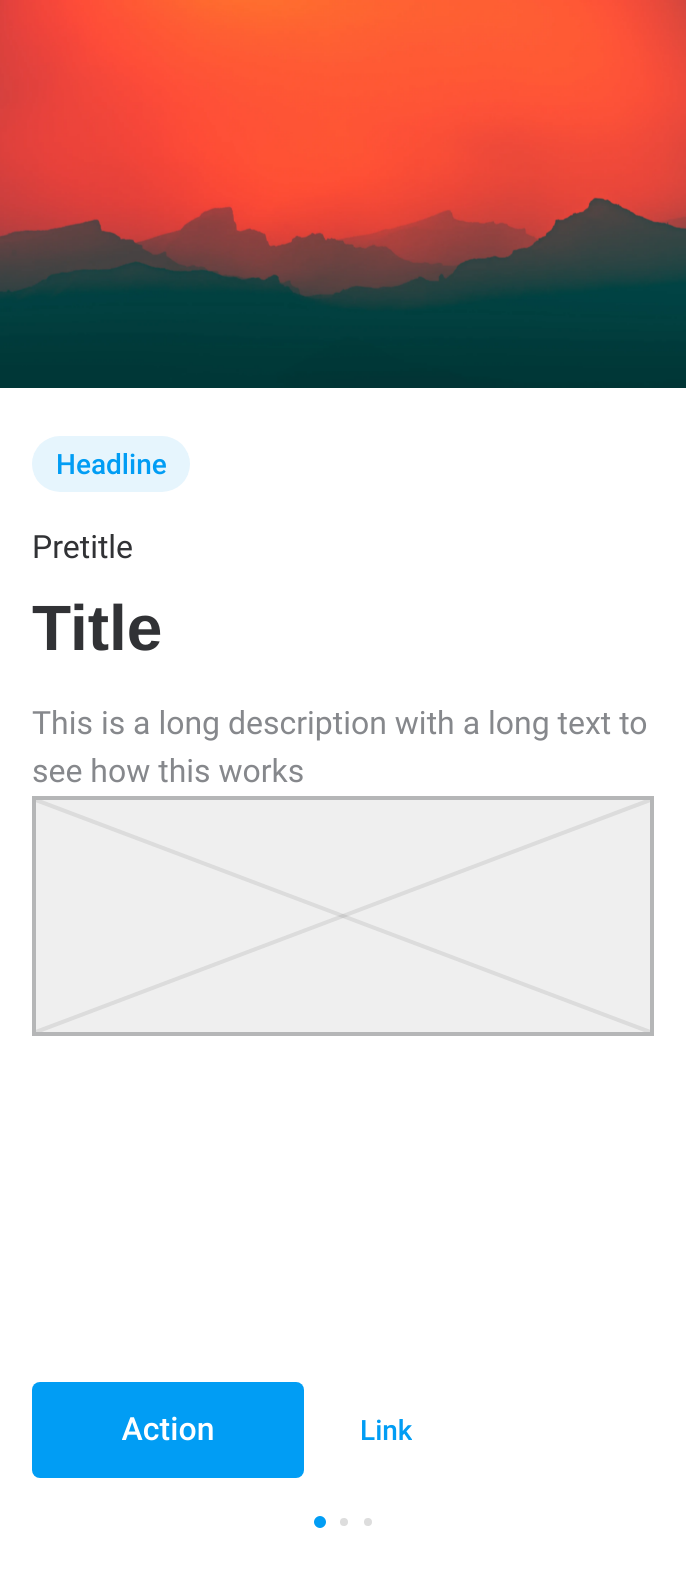 Headline
Pretitle
Title
This is a long description with a long text to
see how this works
Action
Link